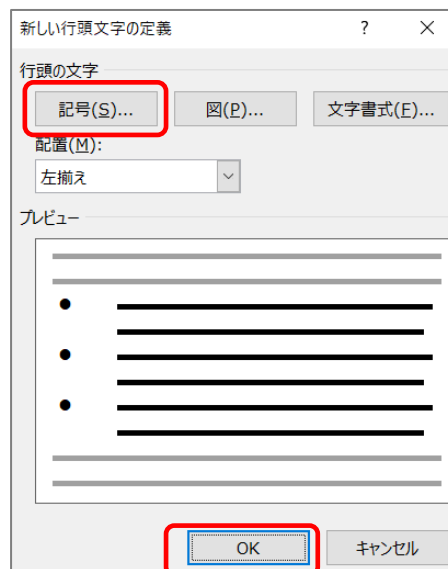 新しい行頭文字の定義 ? ×
行頭の文字
記号(S)... 図(P)... 文字書式(F)...
配置(M):
左揃え
プレビュー
OK キャンセル